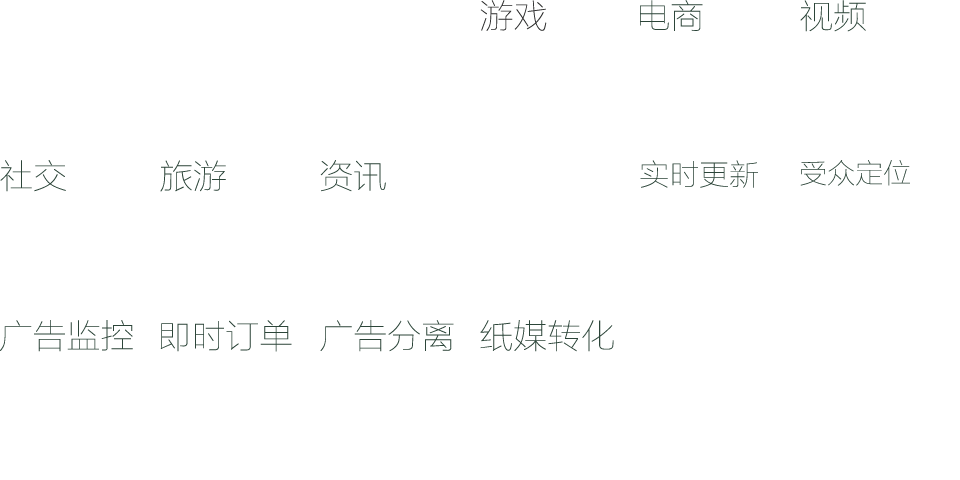 游戏 电商 视频
社交 旅游 资讯 实时更新 受众定位
广告监控 即时订单 广告分离 纸媒转化